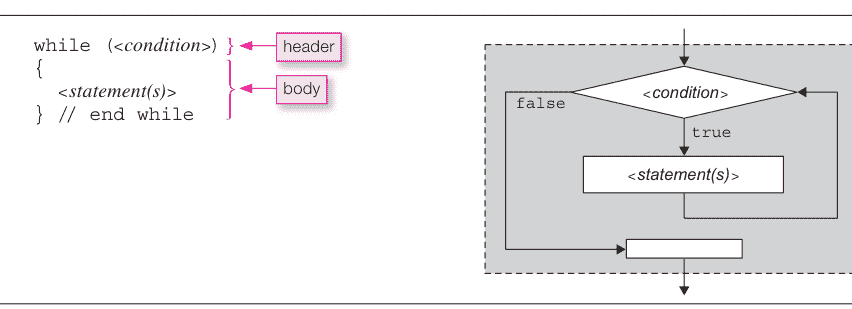 while (<condition>)
header
{
<statement(s)>
body
} // end while
<condition>
false
true
<statement(s)>